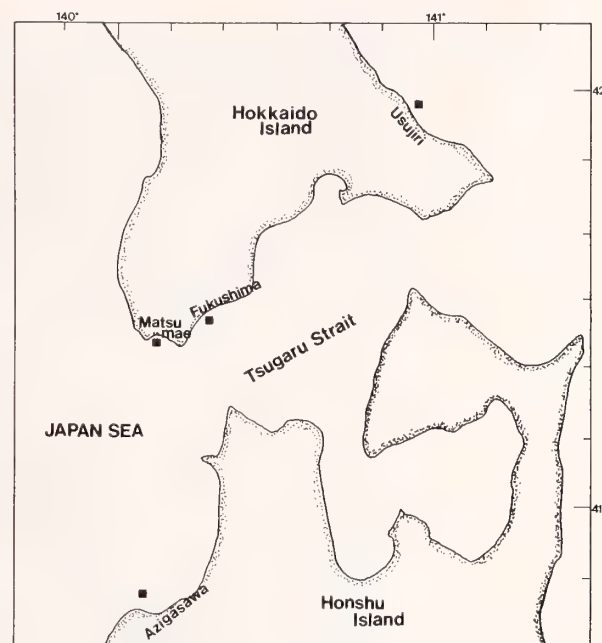 140°
141°
42
Hokkaido
Island
Usujiri
Fukushima
Matsu
mae
Tsugaru Strait
JAPAN SEA
41
Azigasawa
Honshu
Island